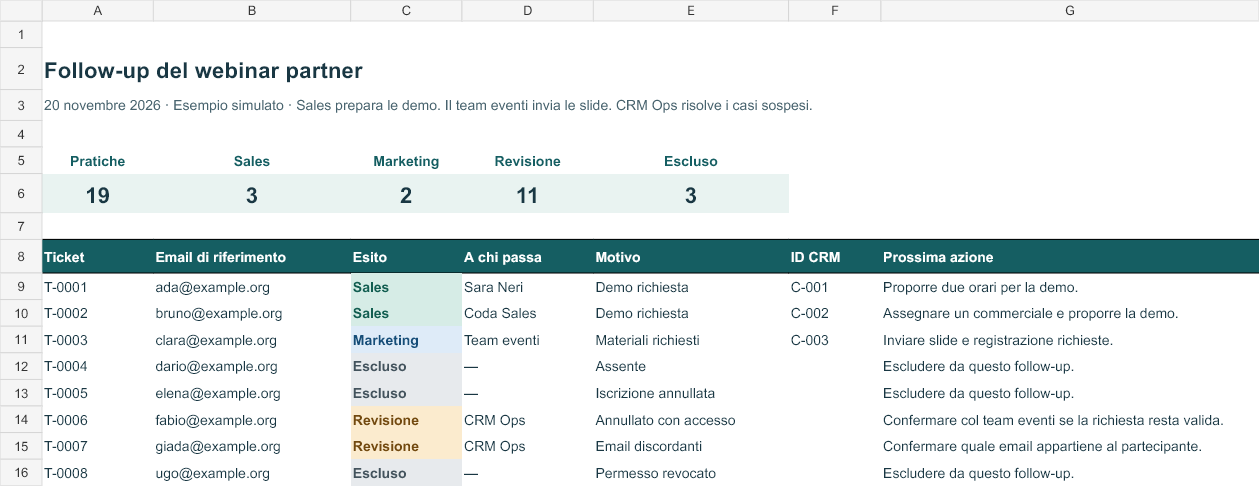 A B C D E F G
1
2 Follow-up del webinar partner
3 20 novembre 2026 · Esempio simulato · Sales prepara le demo. Il team eventi invia le slide. CRM Ops risolve i casi sospesi.
4
5 Pratiche Sales Marketing Revisione Escluso
6 19 3 2 11 3
7
8 Ticket Email di riferimento Esito A chi passa Motivo ID CRM Prossima azione
9 T-0001 ada@example.org Sales Sara Neri Demo richiesta C-001 Proporre due orari per la demo.
10 T-0002 bruno@example.org Sales Coda Sales Demo richiesta C-002 Assegnare un commerciale e proporre la demo.
11 T-0003 clara@example.org Marketing Team eventi Materiali richiesti C-003 Inviare slide e registrazione richieste.
12 T-0004 dario@example.org Escluso — Assente Escludere da questo follow-up.
13 T-0005 elena@example.org Escluso — Iscrizione annullata Escludere da questo follow-up.
14 T-0006 fabio@example.org Revisione CRM Ops Annullato con accesso Confermare col team eventi se la richiesta resta valida.
15 T-0007 giada@example.org Revisione CRM Ops Email discordanti Confermare quale email appartiene al partecipante.
16 T-0008 ugo@example.org Escluso — Permesso revocato Escludere da questo follow-up.